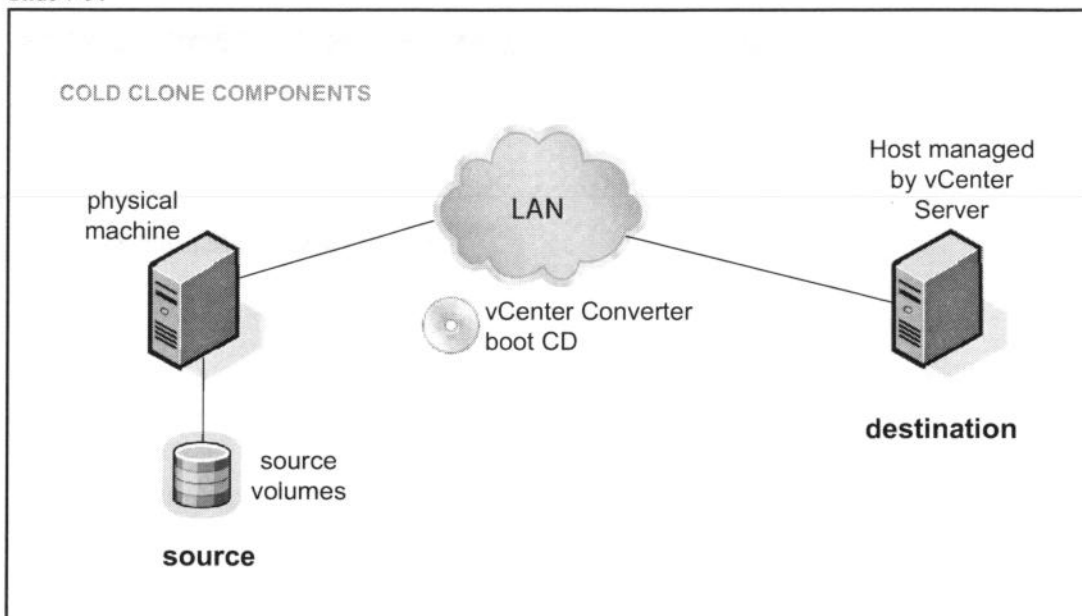 COLD CLONE COMPONENTS
physical
machine
LAN
Host managed
by vCenter
Server
vCenter Converter
boot CD
source
volumes
source
destination